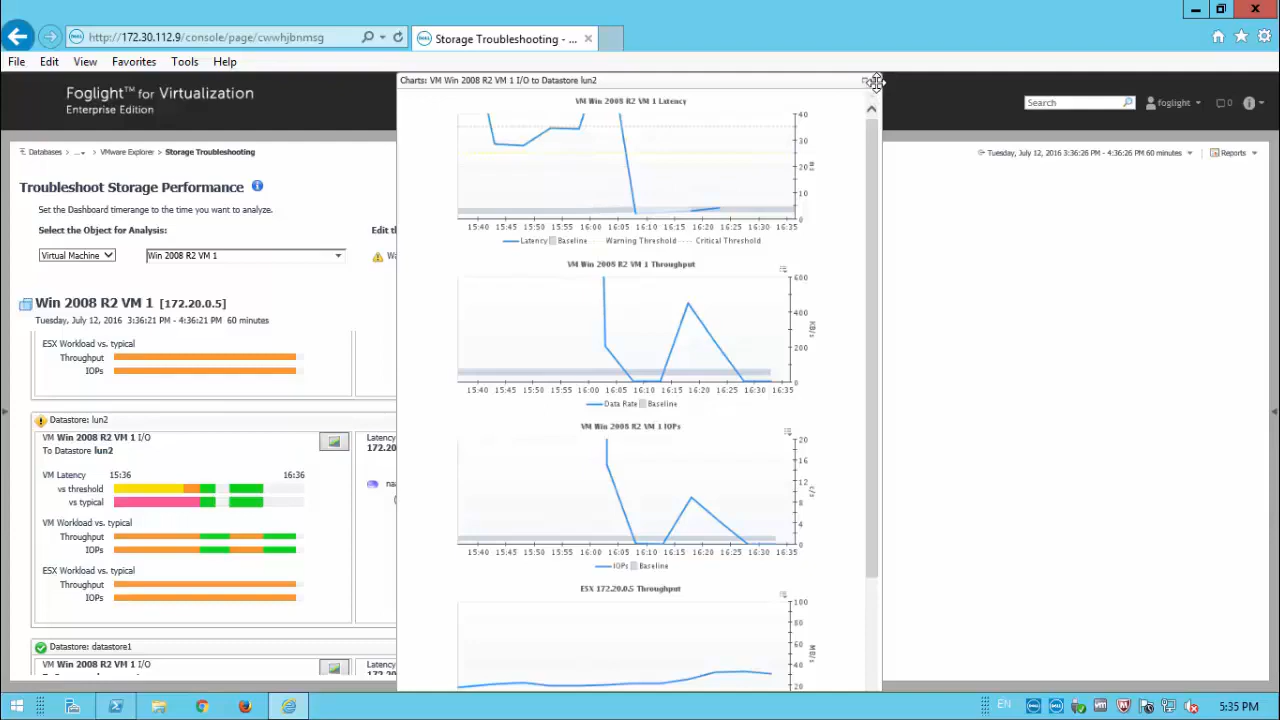 http://172.30.112.9/console/page/cwwhjbnmsg
Storage Troubleshooting - ...
File Edit View Favorites Tools Help
Foglight™ for Virtualization
Enterprise Edition
Search
foglight
0
Databases > ... > VMware Explorer > Storage Troubleshooting
Tuesday, July 12, 2016 3:36:26 PM - 4:36:26 PM 60 minutes
Reports
Troubleshoot Storage Performance
Set the Dashboard timerange to the time you want to analyze.
Select the Object for Analysis:
Edit th
Virtual Machine
Win 2008 R2 VM 1
Wa
Win 2008 R2 VM 1 [172.20.0.5]
Tuesday, July 12, 2016 3:36:21 PM - 4:36:21 PM 60 minutes
ESX Workload vs. typical
Throughput
IOPs
Datastore: lun2
VM Win 2008 R2 VM 1 I/O
To Datastore lun2
Latency
172.20
VM Latency 15:36 16:36
vs threshold
vs typical
na
VM Workload vs. typical
Throughput
IOPs
ESX Workload vs. typical
Throughput
IOPs
Datastore: datastore1
VM Win 2008 R2 VM 1 I/O
Latency
Charts: VM Win 2008 R2 VM 1 I/O to Datastore lun2
VM Win 2008 R2 VM 1 Latency
40
30
20
10
0
ms
15:40 15:45 15:50 15:55 16:00 16:05 16:10 16:15 16:20 16:25 16:30 16:35
Latency Baseline Warning Threshold Critical Threshold
VM Win 2008 R2 VM 1 Throughput
600
400
200
0
KB/s
15:40 15:45 15:50 15:55 16:00 16:05 16:10 16:15 16:20 16:25 16:30 16:35
Data Rate Baseline
VM Win 2008 R2 VM 1 IOPs
20
16
12
8
4
0
c/s
15:40 15:45 15:50 15:55 16:00 16:05 16:10 16:15 16:20 16:25 16:30 16:35
IOPs Baseline
ESX 172.20.0.5 Throughput
100
80
60
40
20
MB/s
EN
5:35 PM